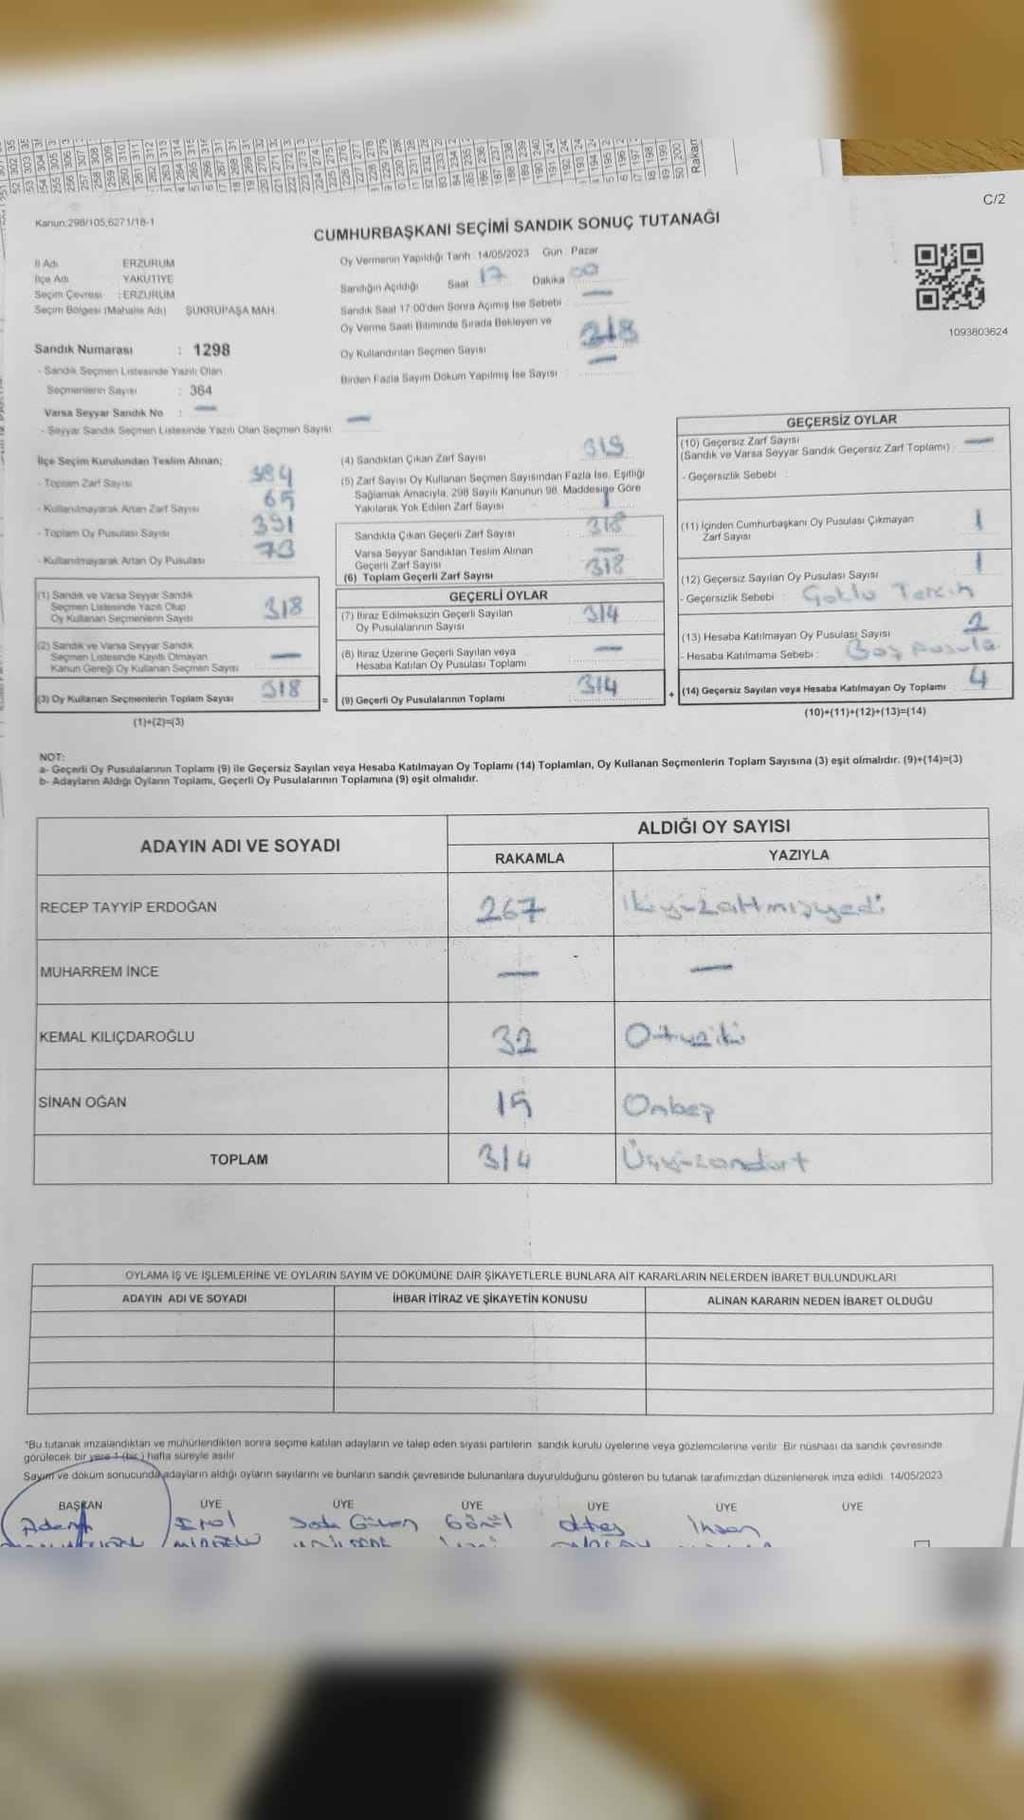 C/2
Kanun:298/105,6271/18-1
CUMHURBAŞKANI SEÇİMİ SANDIK SONUÇ TUTANAĞI
İl Adı ERZURUM
İlçe Adı YAKUTİYE
Seçim Çevresi : ERZURUM
Seçim Bölgesi (Mahalle Adı) ŞÜKRÜPAŞA MAH.
Sandık Numarası : 1298
- Sandık Seçmen Listesinde Yazılı Olan
Seçmenlerin Sayısı : 364
Varsa Seyyar Sandık No : —
- Seyyar Sandık Seçmen Listesinde Yazılı Olan Seçmen Sayısı —
Oy Vermenin Yapıldığı Tarih :14/05/2023 Gün Pazar
Sandığın Açıldığı Saat 17 Dakika 00
Sandık Saat 17:00'den Sonra Açımış İse Sebebi —
Oy Verme Saati Bitiminde Sırada Bekleyen ve
Oy Kullandırılan Seçmen Sayısı
Birden Fazla Sayım Döküm Yapılmış İse Sayısı :
1093803624
İlçe Seçim Kurulundan Teslim Alınan;
- Toplam Zarf Sayısı
- Kullanılmayarak Artan Zarf Sayısı 65
- Toplam Oy Pusulası Sayısı 391
- Kullanılmayarak Artan Oy Pusulası 73
(1) Sandık ve Varsa Seyyar Sandık
Seçmen Listesinde Yazılı Olup
Oy Kullanan Seçmenlerin Sayısı 318
(2) Sandık ve Varsa Seyyar Sandık
Seçmen Listesinde Kayıtlı Olmayan
Kanun Gereği Oy Kullanan Seçmen Sayısı —
(3) Oy Kullanan Seçmenlerin Toplam Sayısı 318
(1)+(2)=(3)
(4) Sandıktan Çıkan Zarf Sayısı 319
(5) Zarf Sayısı Oy Kullanan Seçmen Sayısından Fazla İse, Eşitliği
Sağlamak Amacıyla, 298 Sayılı Kanunun 98. Maddesine Göre
Yakılarak Yok Edilen Zarf Sayısı 1
Sandıkta Çıkan Geçerli Zarf Sayısı 318
Varsa Seyyar Sandıktan Teslim Alınan
Geçerli Zarf Sayısı —
(6) Toplam Geçerli Zarf Sayısı 318
GEÇERLİ OYLAR
(7) İtiraz Edilmeksizin Geçerli Sayılan
Oy Pusulalarının Sayısı 314
(8) İtiraz Üzerine Geçerli Sayılan veya
Hesaba Katılan Oy Pusulası Toplamı —
= (9) Geçerli Oy Pusulalarının Toplamı 314
GEÇERSİZ OYLAR
(10) Geçersiz Zarf Sayısı
(Sandık ve Varsa Seyyar Sandık Geçersiz Zarf Toplamı) : —
- Geçersizlik Sebebi :
(11) İçinden Cumhurbaşkanı Oy Pusulası Çıkmayan
Zarf Sayısı 1
(12) Geçersiz Sayılan Oy Pusulası Sayısı 1
- Geçersizlik Sebebi : Çoklu Tercih
(13) Hesaba Katılmayan Oy Pusulası Sayısı 2
- Hesaba Katılmama Sebebi : Boş pusula
+ (14) Geçersiz Sayılan veya Hesaba Katılmayan Oy Toplamı 4
(10)+(11)+(12)+(13)=(14)
NOT:
a- Geçerli Oy Pusulalarının Toplamı (9) ile Geçersiz Sayılan veya Hesaba Katılmayan Oy Toplamı (14) Toplamları, Oy Kullanan Seçmenlerin Toplam Sayısına (3) eşit olmalıdır. (9)+(14)=(3)
b- Adayların Aldığı Oyların Toplamı, Geçerli Oy Pusulalarının Toplamına (9) eşit olmalıdır.
ADAYIN ADI VE SOYADI ALDIĞI OY SAYISI
RAKAMLA YAZIYLA
RECEP TAYYİP ERDOĞAN 267 ikiyüzaltmışyedi
MUHARREM İNCE — —
KEMAL KILIÇDAROĞLU 32 Otuziki
SİNAN OĞAN 15 Onbeş
TOPLAM 314 Üçyüzondört
OYLAMA İŞ VE İŞLEMLERİNE VE OYLARIN SAYIM VE DÖKÜMÜNE DAİR ŞİKAYETLERLE BUNLARA AİT KARARLARIN NELERDEN İBARET BULUNDUKLARI
ADAYIN ADI VE SOYADI İHBAR İTİRAZ VE ŞİKAYETİN KONUSU ALINAN KARARIN NEDEN İBARET OLDUĞU
*Bu tutanak imzalandıktan ve mühürlendikten sonra seçime katılan adayların ve talep eden siyasi partilerin sandık kurulu üyelerine veya gözlemcilerine verilir. Bir nüshası da sandık çevresinde
görülecek bir yere 1 (bir) hafta süreyle asılır
Sayım ve döküm sonucunda adayların aldığı oyların sayılarını ve bunların sandık çevresinde bulunanlara duyurulduğunu gösteren bu tutanak tarafımızdan düzenlenerek imza edildi. 14/05/2023
BAŞKAN ÜYE ÜYE ÜYE ÜYE ÜYE ÜYE
Adem Erol Gönül Ateş İhsan